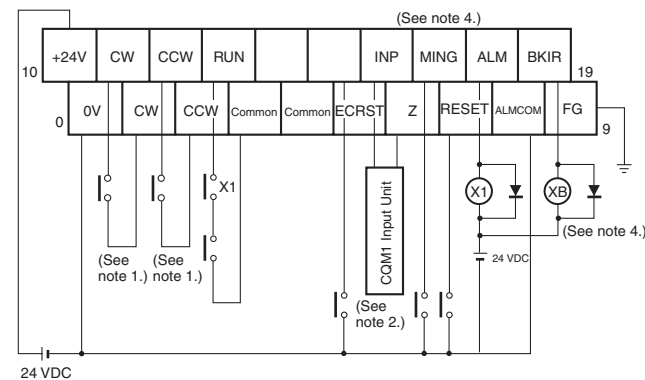 (See note 4.)
+24V CW CCW RUN INP MING ALM BKIR
10 19
0V CW CCW Common Common ECRST Z RESET ALMCOM FG
0 9
X1
X1 XB
CQM1 Input Unit
(See note 4.)
24 VDC
(See (See
note 1.) note 1.)
(See
note 2.)
24 VDC